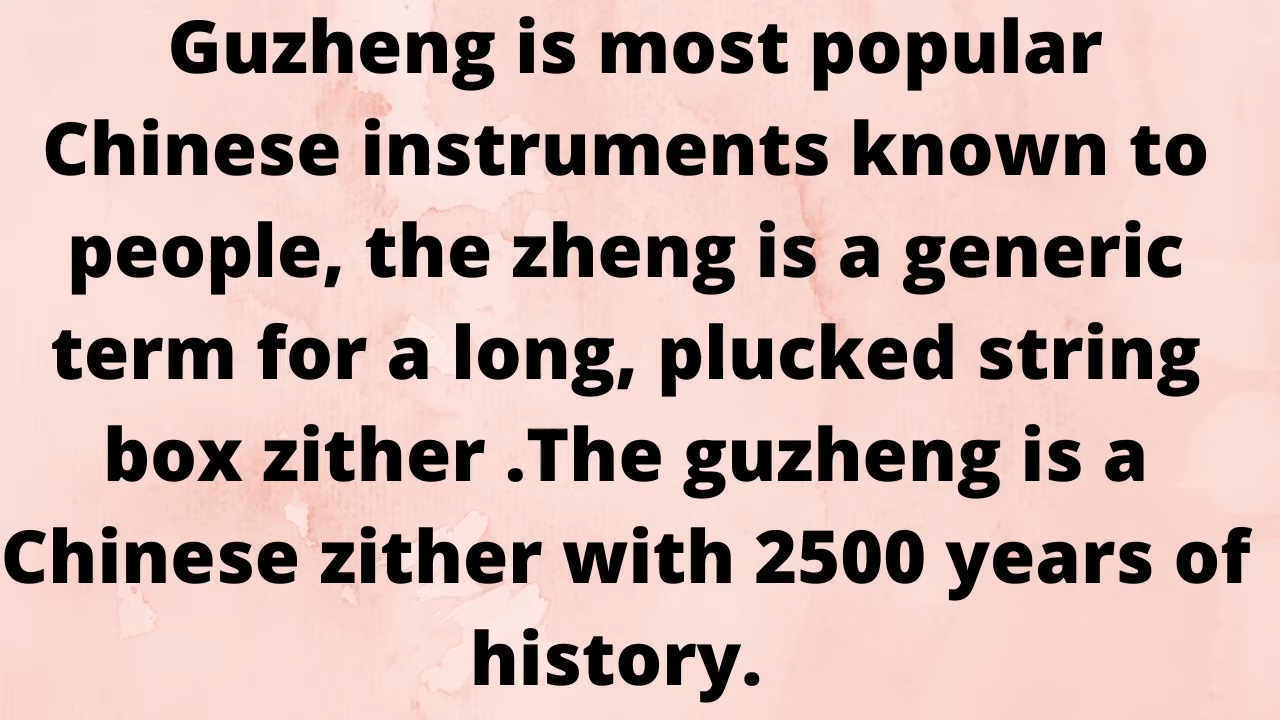 Guzheng is most popular
Chinese instruments known to
people, the zheng is a generic
term for a long, plucked string
box zither .The guzheng is a
Chinese zither with 2500 years of
history.